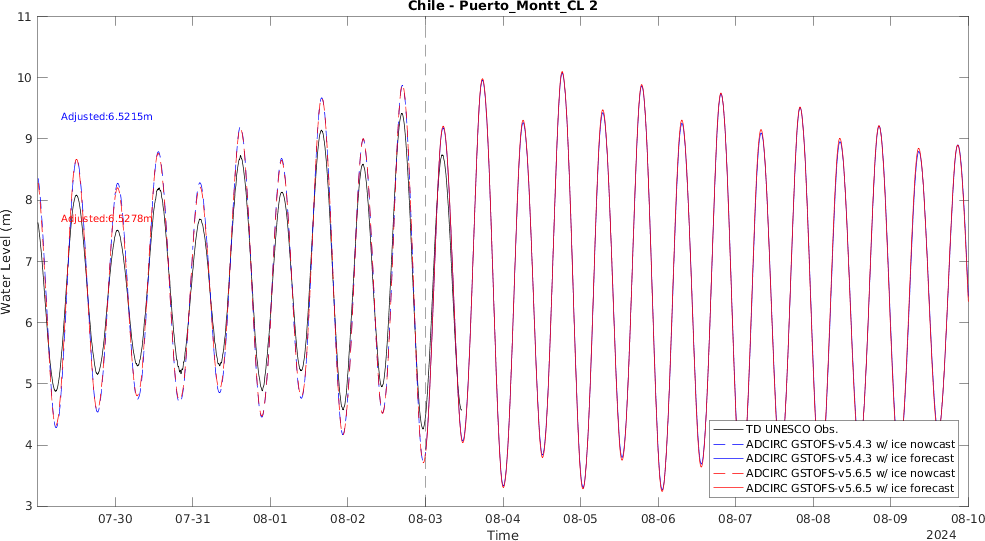 Chile - Puerto_Montt_CL 2
11
10
9
8
7
6
5
4
3
Water Level (m)
Adjusted:6.5215m
Adjusted:6.5278m
TD UNESCO Obs.
ADCIRC GSTOFS-v5.4.3 w/ ice nowcast
ADCIRC GSTOFS-v5.4.3 w/ ice forecast
ADCIRC GSTOFS-v5.6.5 w/ ice nowcast
ADCIRC GSTOFS-v5.6.5 w/ ice forecast
07-30 07-31 08-01 08-02 08-03 08-04 08-05 08-06 08-07 08-08 08-09 08-10
Time
2024